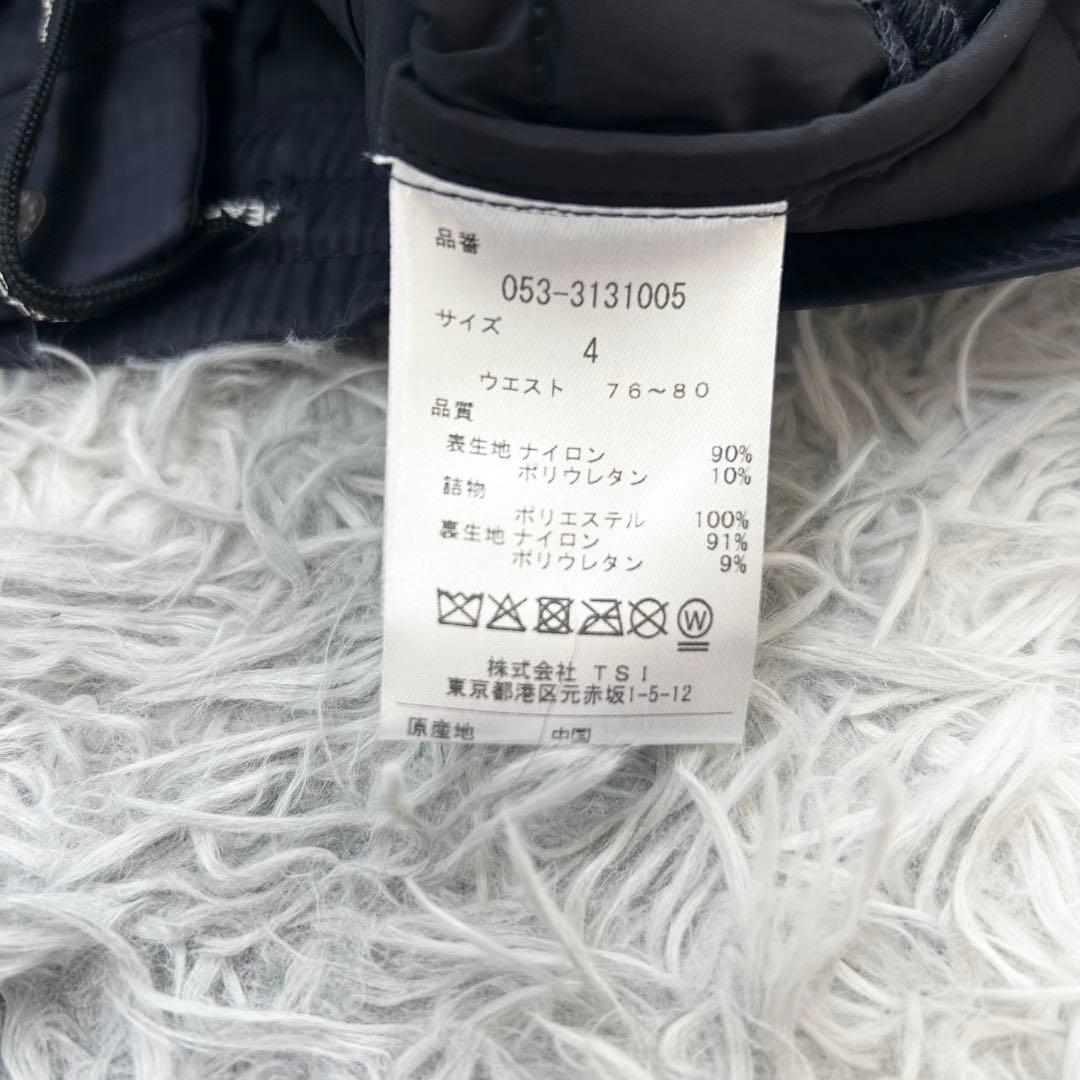 品番
053-3131005
サイズ
4
ウエスト 76～80
品質
表生地 ナイロン 90%
ポリウレタン 10%
詰物
ポリエステル 100%
裏生地 ナイロン 91%
ポリウレタン 9%
W
株式会社 TSI
東京都港区元赤坂1-5-12
原産地 中国